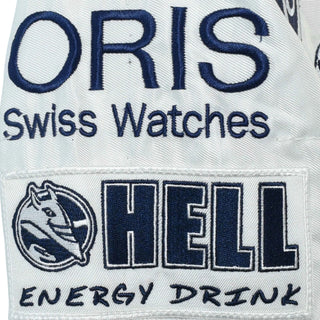 ORIS
Swiss Watches
HELL
ENERGY DRINK